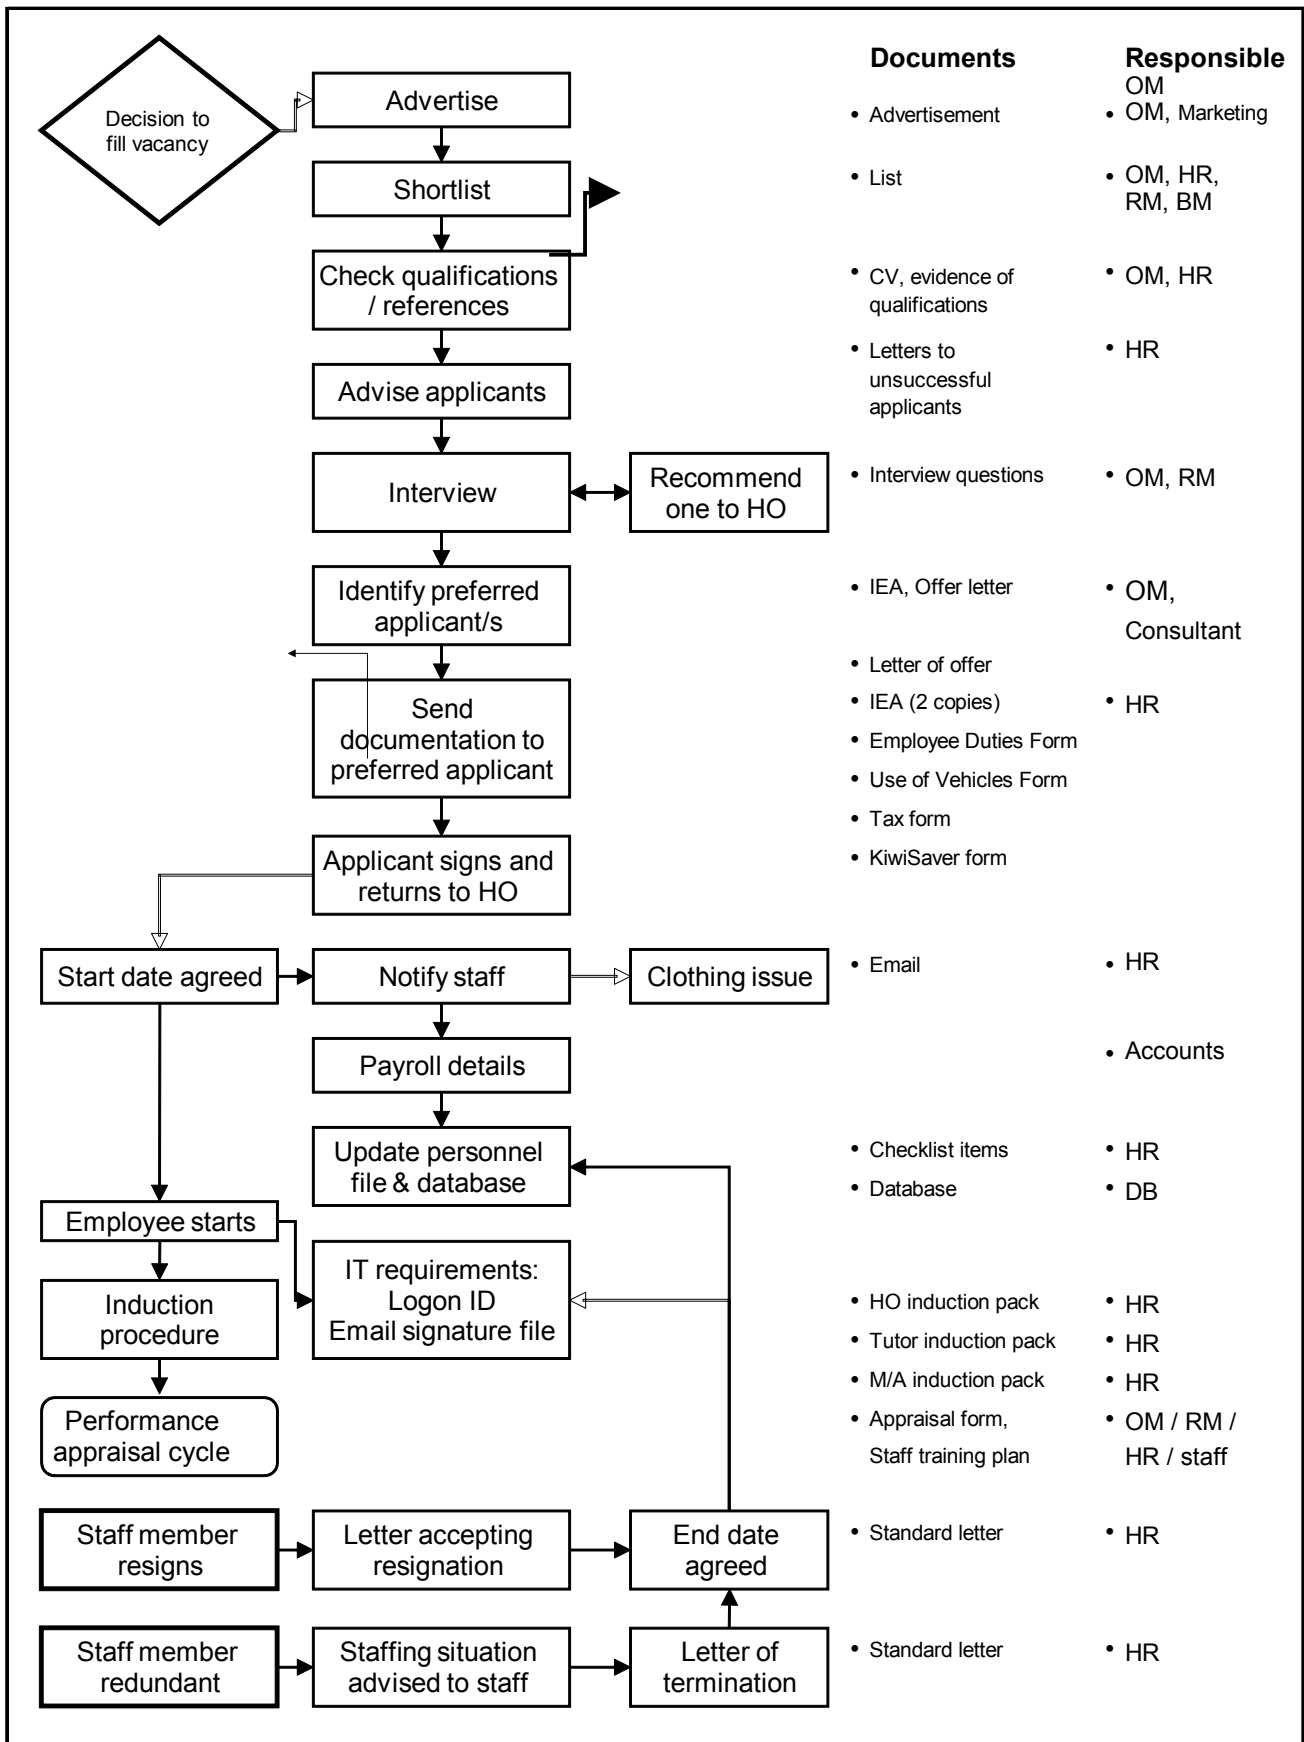 Documents
Responsible
OM
Decision to
fill vacancy
Advertise
• Advertisement
• OM, Marketing
Shortlist
• List
• OM, HR,
RM, BM
Check qualifications
/ references
• CV, evidence of
qualifications
• OM, HR
Advise applicants
• Letters to
unsuccessful
applicants
• HR
Interview
Recommend
one to HO
• Interview questions
• OM, RM
Identify preferred
applicant/s
• IEA, Offer letter
• OM,
Consultant
Send
documentation to
preferred applicant
• Letter of offer
• IEA (2 copies)
• HR
• Employee Duties Form
• Use of Vehicles Form
• Tax form
• KiwiSaver form
Applicant signs and
returns to HO
Start date agreed
Notify staff
Clothing issue
• Email
• HR
Payroll details
• Accounts
Update personnel
file & database
• Checklist items
• HR
• Database
• DB
Employee starts
IT requirements:
Logon ID
Email signature file
Induction
procedure
• HO induction pack
• HR
• Tutor induction pack
• HR
• M/A induction pack
• HR
Performance
appraisal cycle
• Appraisal form,
Staff training plan
• OM / RM /
HR / staff
Staff member
resigns
Letter accepting
resignation
End date
agreed
• Standard letter
• HR
Staff member
redundant
Staffing situation
advised to staff
Letter of
termination
• Standard letter
• HR